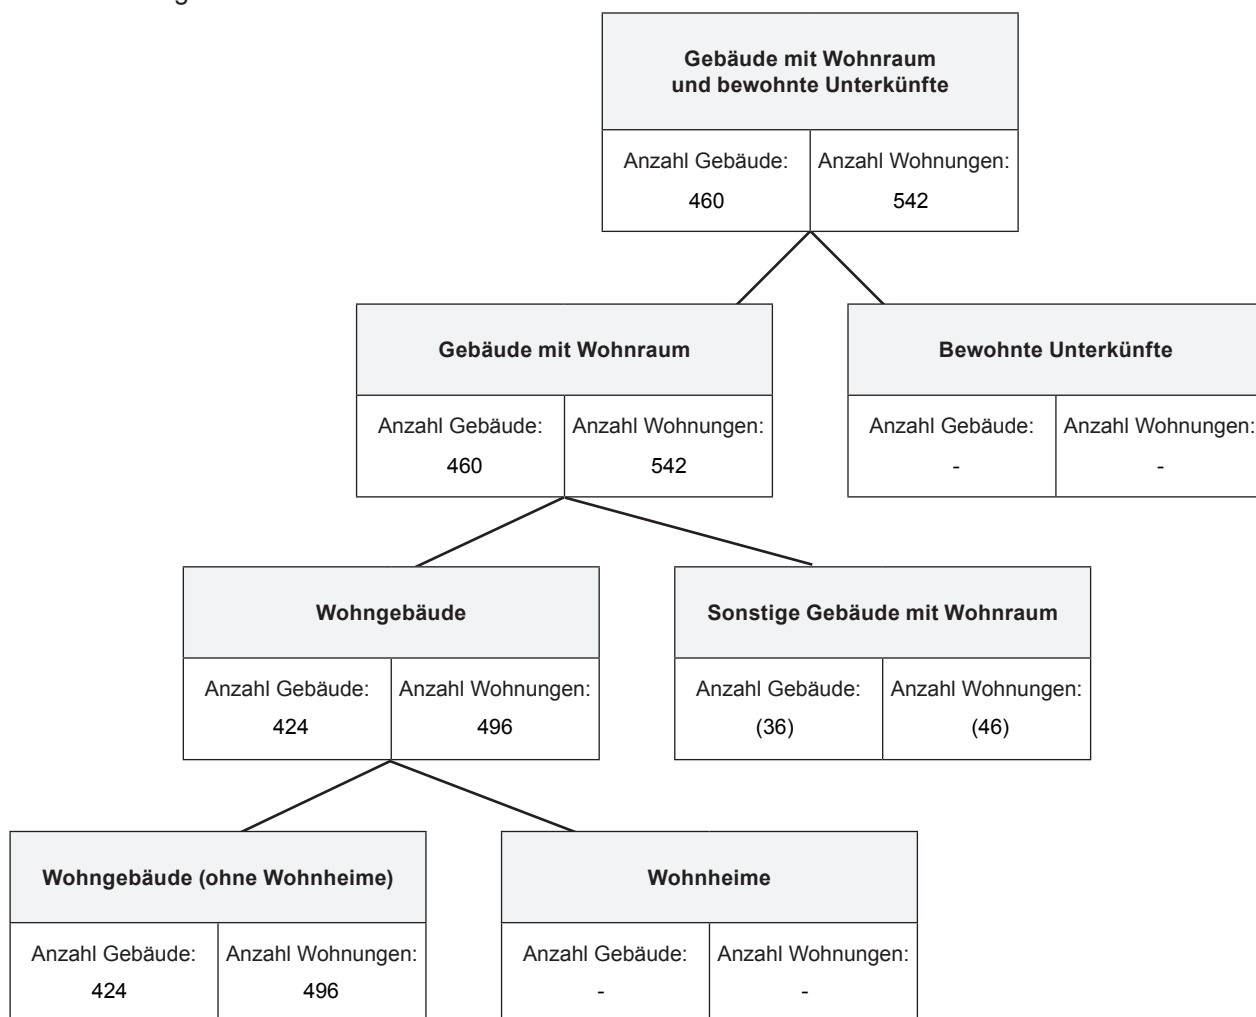 Gebäude mit Wohnraum
und bewohnte Unterkünfte
Anzahl Gebäude: Anzahl Wohnungen:
460 542
Gebäude mit Wohnraum Bewohnte Unterkünfte
Anzahl Gebäude: Anzahl Wohnungen: Anzahl Gebäude: Anzahl Wohnungen:
460 542 - -
Wohngebäude Sonstige Gebäude mit Wohnraum
Anzahl Gebäude: Anzahl Wohnungen: Anzahl Gebäude: Anzahl Wohnungen:
424 496 (36) (46)
Wohngebäude (ohne Wohnheime) Wohnheime
Anzahl Gebäude: Anzahl Wohnungen: Anzahl Gebäude: Anzahl Wohnungen:
424 496 - -